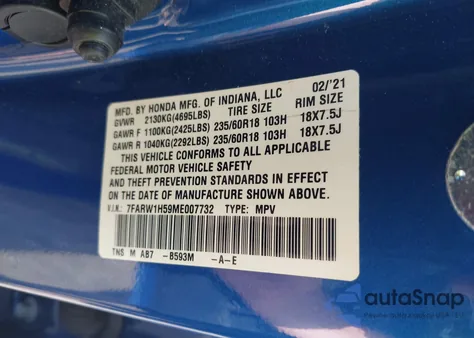 MFD. BY HONDA MFG. OF INDIANA, LLC 02/'21
GVWR 2130KG(4695LBS) TIRE SIZE RIM SIZE
GAWR F 1100KG(2425LBS) 235/60R18 103H 18X7.5J
GAWR R 1040KG(2292LBS) 235/60R18 103H 18X7.5J
THIS VEHICLE CONFORMS TO ALL APPLICABLE
FEDERAL MOTOR VEHICLE SAFETY
AND THEFT PREVENTION STANDARDS IN EFFECT
ON THE DATE OF MANUFACTURE SHOWN ABOVE.
V.I.N.: 7FARW1H59ME007732 TYPE: MPV
TNS M AB7 -B593M -A-E
autoSnap